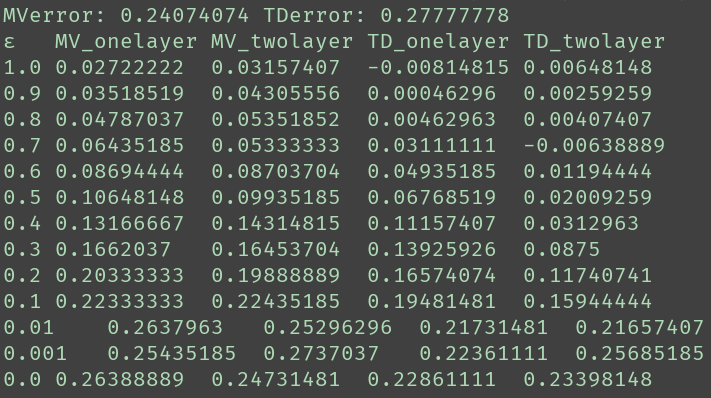 MVerror: 0.24074074 TDerror: 0.27777778
ε MV_onelayer MV_twolayer TD_onelayer TD_twolayer
1.0 0.02722222 0.03157407 -0.00814815 0.00648148
0.9 0.03518519 0.04305556 0.00046296 0.00259259
0.8 0.04787037 0.05351852 0.00462963 0.00407407
0.7 0.06435185 0.05333333 0.03111111 -0.00638889
0.6 0.08694444 0.08703704 0.04935185 0.01194444
0.5 0.10648148 0.09935185 0.06768519 0.02009259
0.4 0.13166667 0.14314815 0.11157407 0.0312963
0.3 0.1662037 0.16453704 0.13925926 0.0875
0.2 0.20333333 0.19888889 0.16574074 0.11740741
0.1 0.22333333 0.22435185 0.19481481 0.15944444
0.01 0.2637963 0.25296296 0.21731481 0.21657407
0.001 0.25435185 0.2737037 0.22361111 0.25685185
0.0 0.26388889 0.24731481 0.22861111 0.23398148